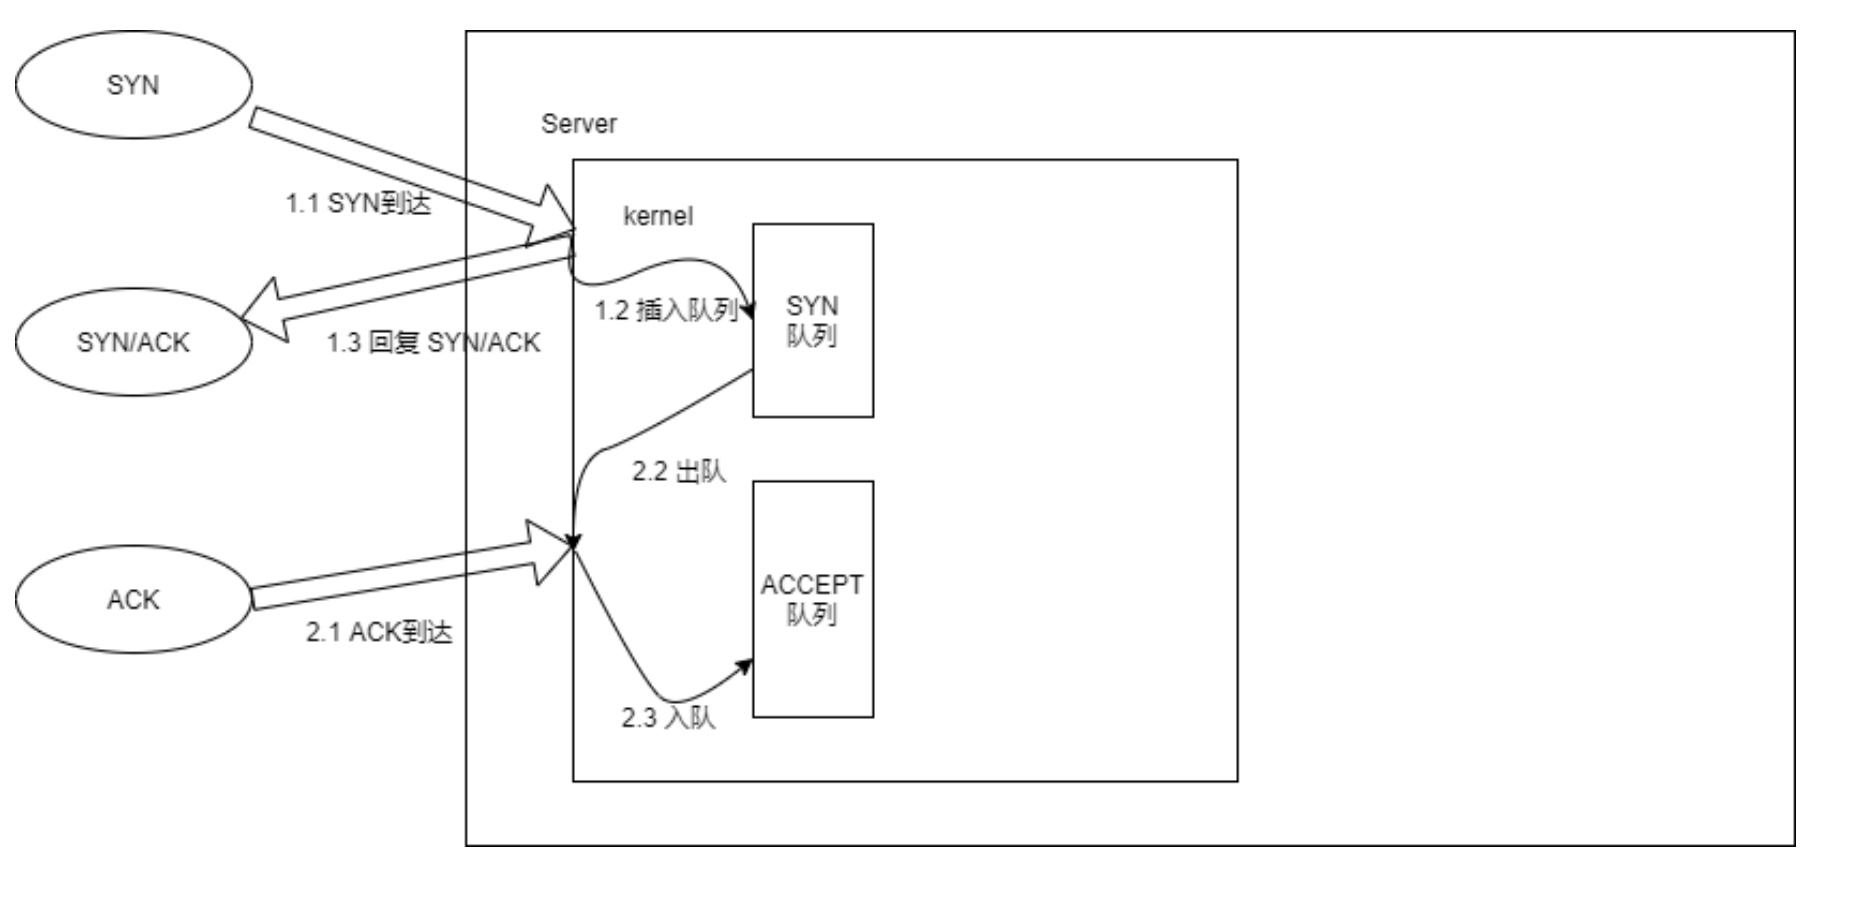 SYN
Server
1.1 SYN到达
kernel
1.2 插入队列
SYN
队列
SYN/ACK
1.3 回复 SYN/ACK
2.2 出队
ACK
2.1 ACK到达
ACCEPT
队列
2.3 入队